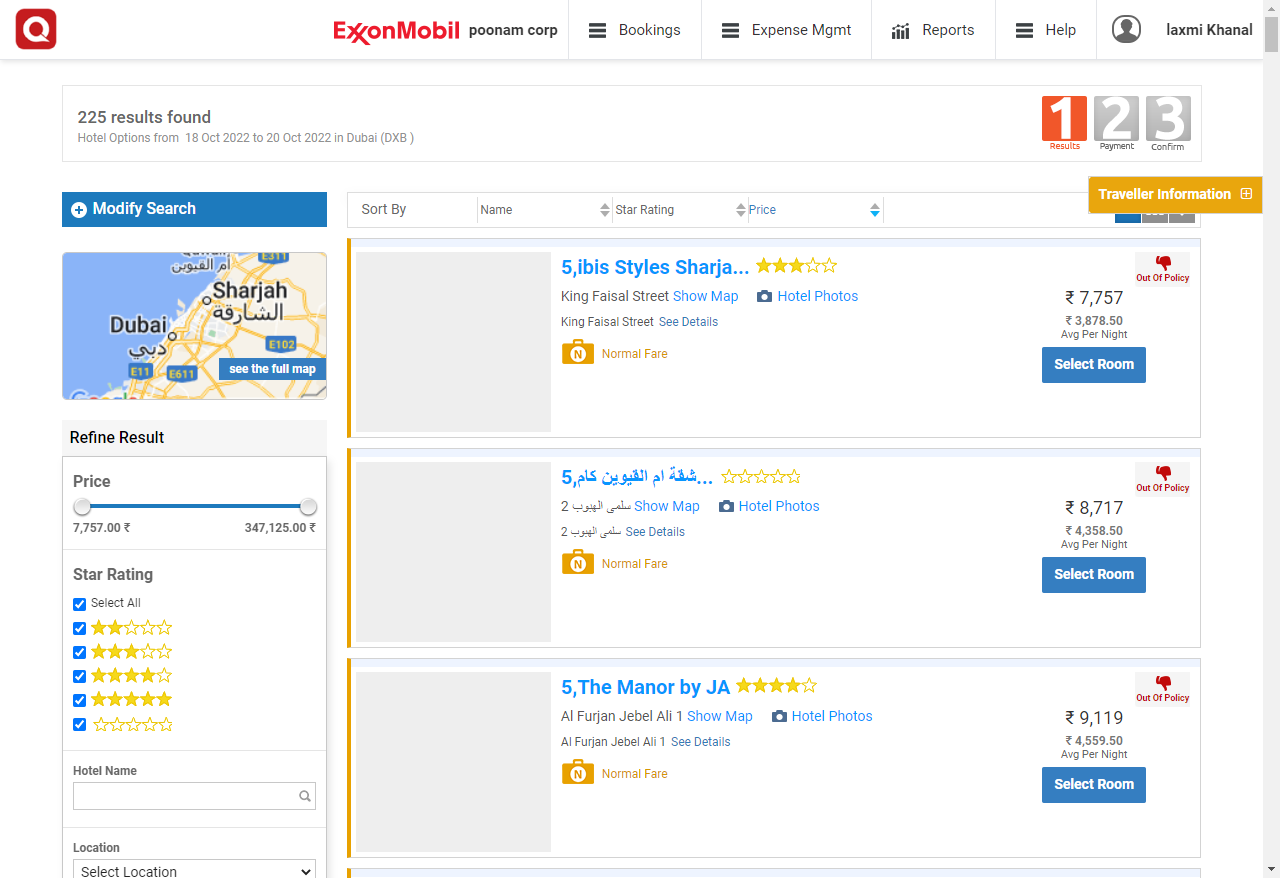 Q
ExxonMobil poonam corp
Bookings
Expense Mgmt
Reports
Help
laxmi Khanal
225 results found
Hotel Options from 18 Oct 2022 to 20 Oct 2022 in Dubai (DXB )
1 2 3
Results Payment Confirm
Traveller Information
Modify Search
Sort By Name Star Rating Price
E311
أم القيوين
Sharjah
الشارقة
Dubai
دبي
E102
E11 E611
see the full map
Google
Refine Result
Price
7,757.00 ₹ 347,125.00 ₹
Star Rating
Select All
Hotel Name
Location
Select Location
5,ibis Styles Sharja...
Out Of Policy
King Faisal Street Show Map Hotel Photos
₹ 7,757
King Faisal Street See Details
₹ 3,878.50
Avg Per Night
N Normal Fare
Select Room
5,شقة ام القيوين كام...
Out Of Policy
2 سلمى الهبوب Show Map Hotel Photos
₹ 8,717
2 سلمى الهبوب See Details
₹ 4,358.50
Avg Per Night
N Normal Fare
Select Room
5,The Manor by JA
Out Of Policy
Al Furjan Jebel Ali 1 Show Map Hotel Photos
₹ 9,119
Al Furjan Jebel Ali 1 See Details
₹ 4,559.50
Avg Per Night
N Normal Fare
Select Room